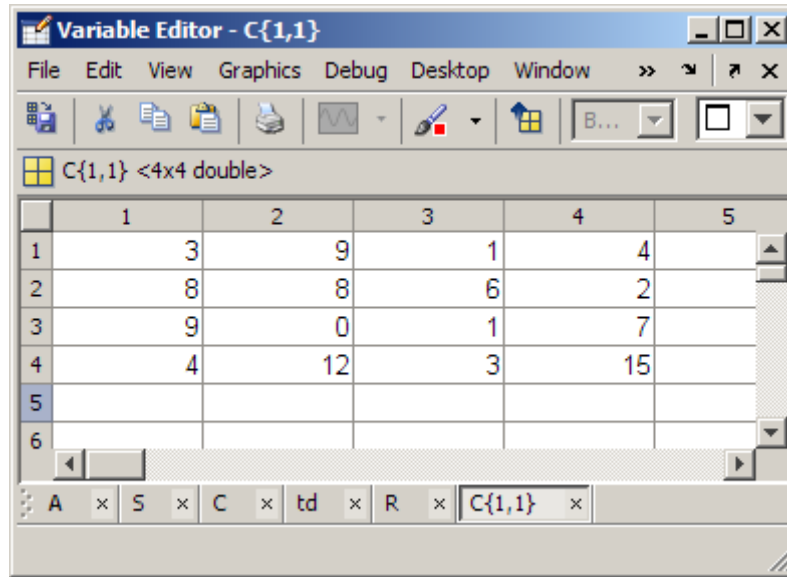 Variable Editor - C{1,1}
File Edit View Graphics Debug Desktop Window »
B...
C{1,1} <4x4 double>
1 2 3 4 5
1 3 9 1 4
2 8 8 6 2
3 9 0 1 7
4 4 12 3 15
5
6
A × S × C × td × R × C{1,1} ×